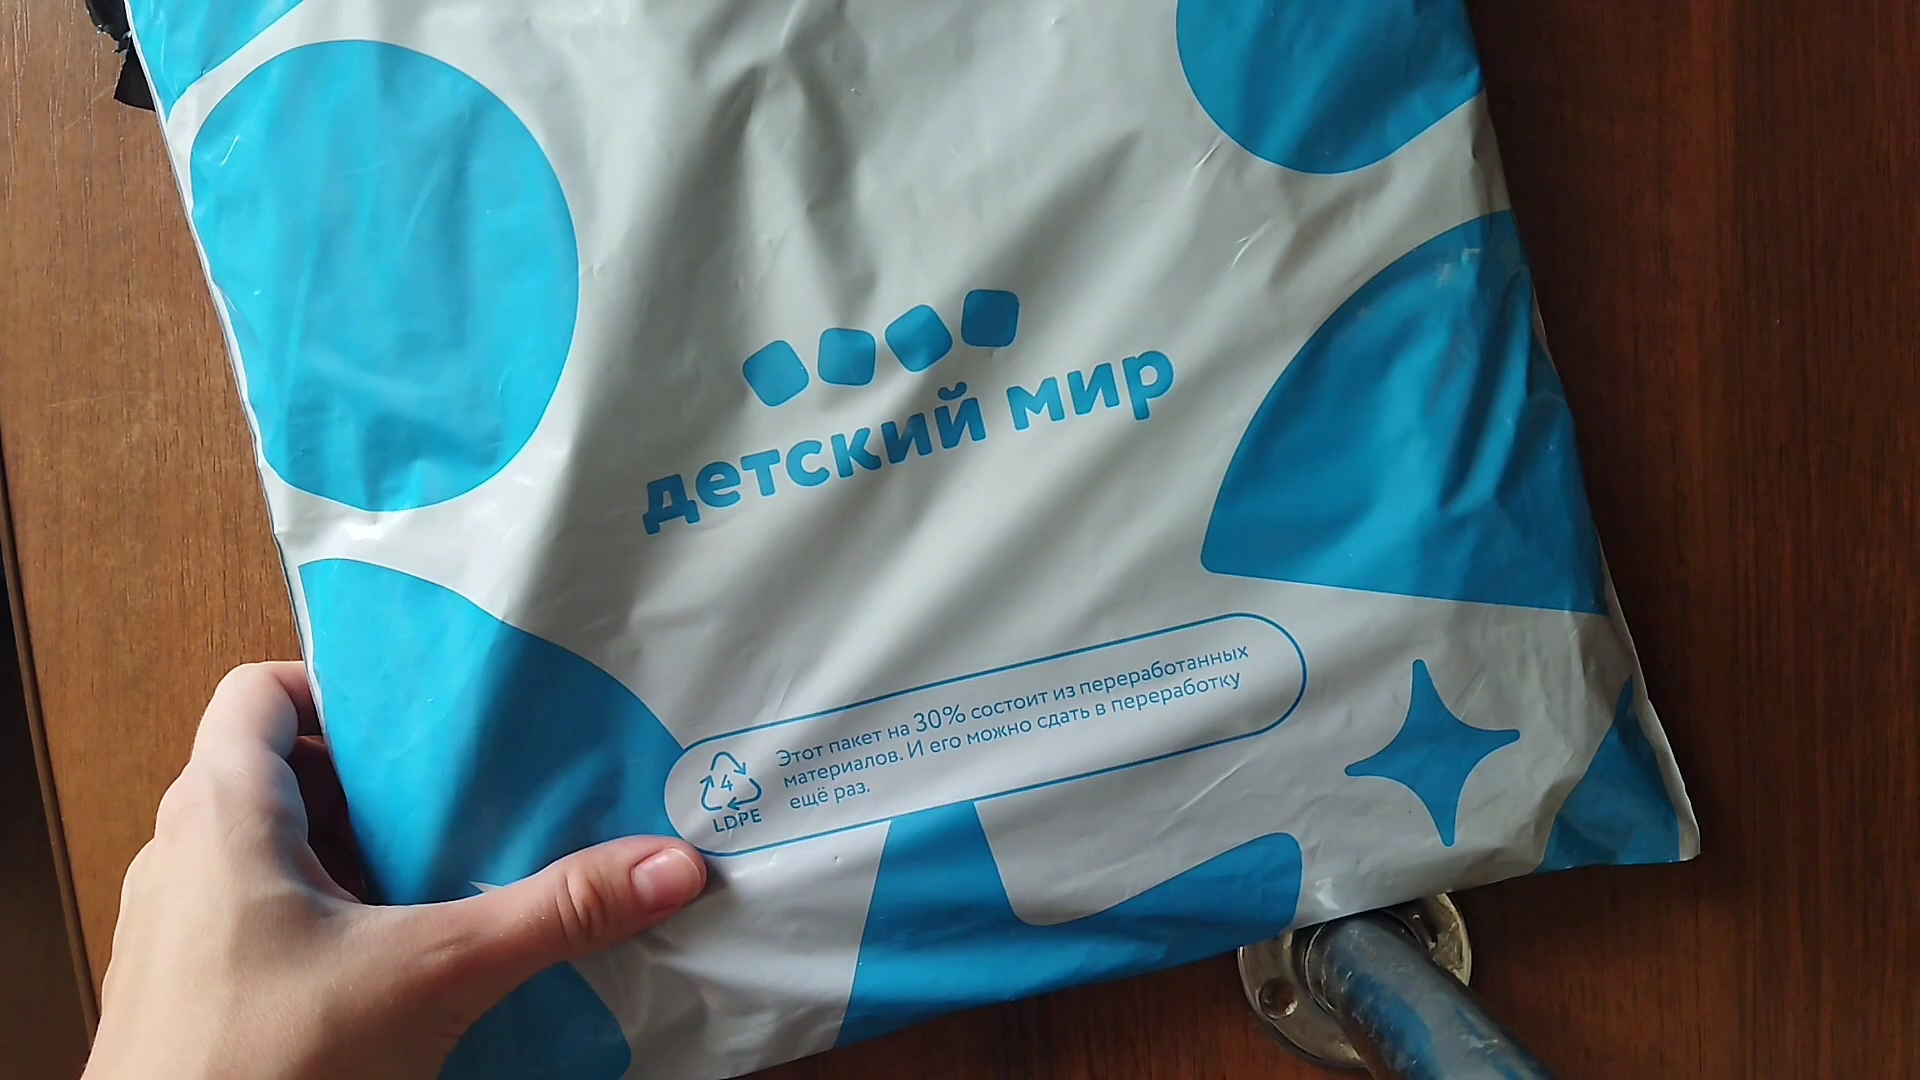 детский мир
Этот пакет на 30% состоит из переработанных
материалов. И его можно сдать в переработку
ещё раз.
4
LDPE